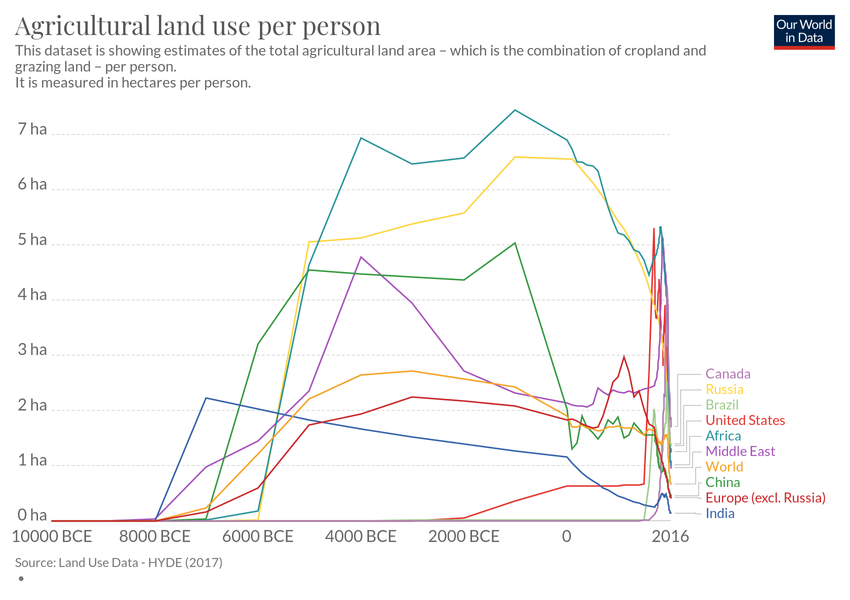 Agricultural land use per person
Our World
in Data
This dataset is showing estimates of the total agricultural land area – which is the combination of cropland and
grazing land – per person.
It is measured in hectares per person.
7 ha
6 ha
5 ha
4 ha
3 ha
2 ha
1 ha
0 ha
10000 BCE
8000 BCE
6000 BCE
4000 BCE
2000 BCE
0
2016
Canada
Russia
Brazil
United States
Africa
Middle East
World
China
Europe (excl. Russia)
India
Source: Land Use Data - HYDE (2017)